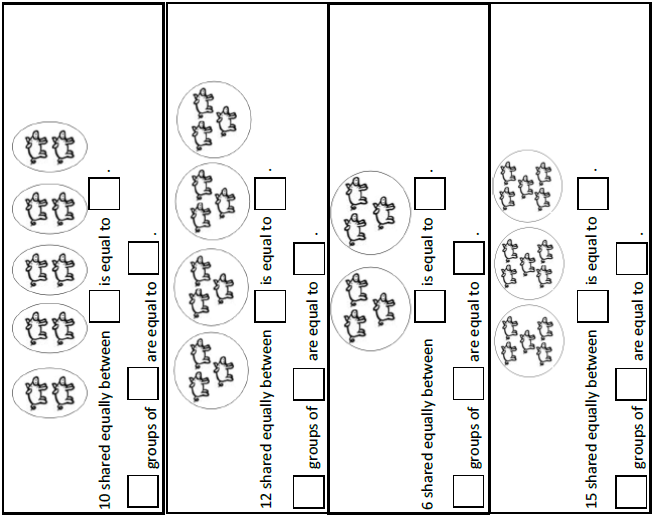 10 shared equally between is equal to .
groups of are equal to .
12 shared equally between is equal to .
groups of are equal to .
6 shared equally between is equal to .
groups of are equal to .
15 shared equally between is equal to .
groups of are equal to .